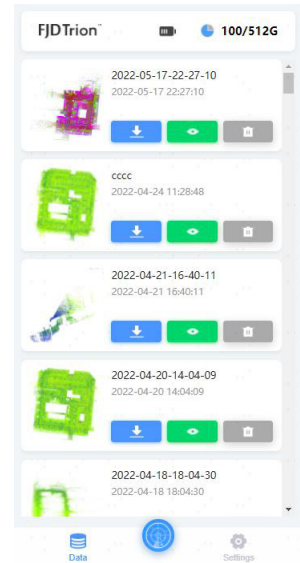 FJDTrion™
100/512G
2022-05-17-22-27-10
2022-05-17 22:27:10
cccc
2022-04-24 11:28:48
2022-04-21-16-40-11
2022-04-21 16:40:11
2022-04-20-14-04-09
2022-04-20 14:04:09
2022-04-18-18-04-30
2022-04-18 18:04:30
Data
Settings